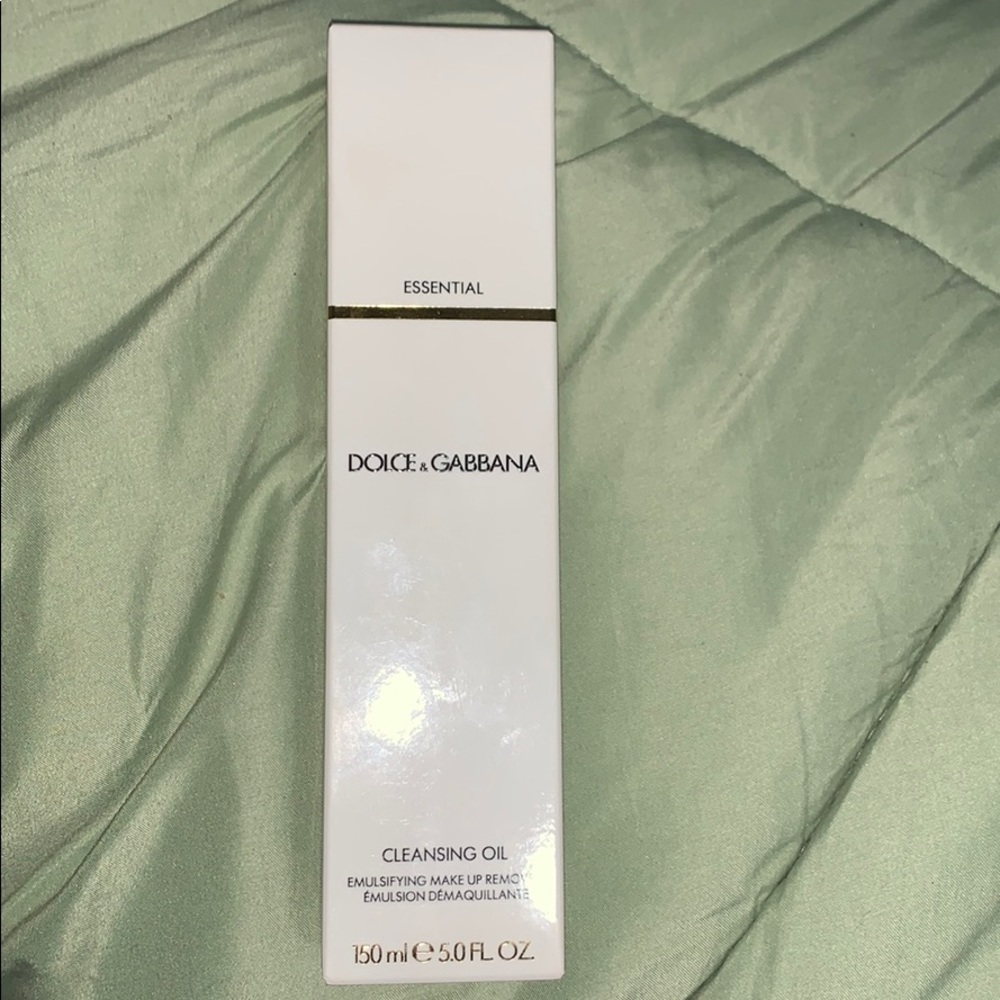 ESSENTIAL
DOLCE & GABBANA
CLEANSING OIL
EMULSIFYING MAKE UP
ÉMULSION DÉMAQUILLANTE
150 ml ℮ 5.0 FL. OZ.